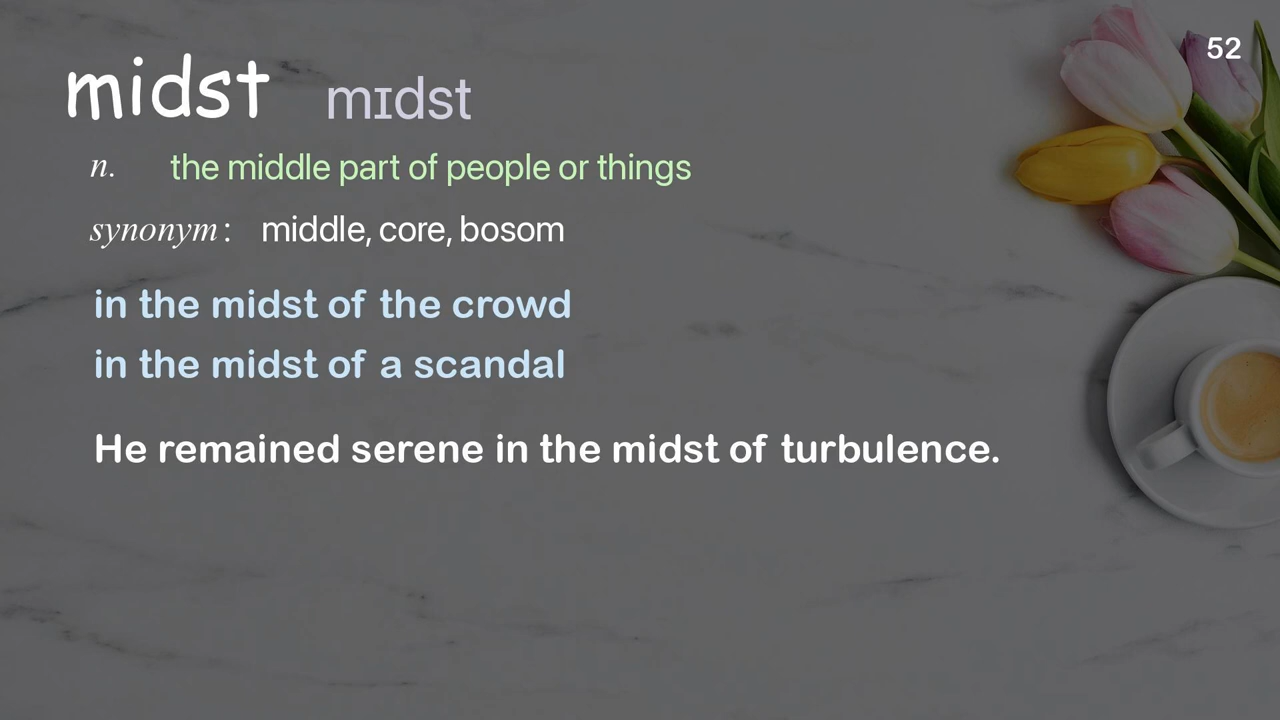 52
midst mɪdst
n. the middle part of people or things
synonym: middle, core, bosom
in the midst of the crowd
in the midst of a scandal
He remained serene in the midst of turbulence.